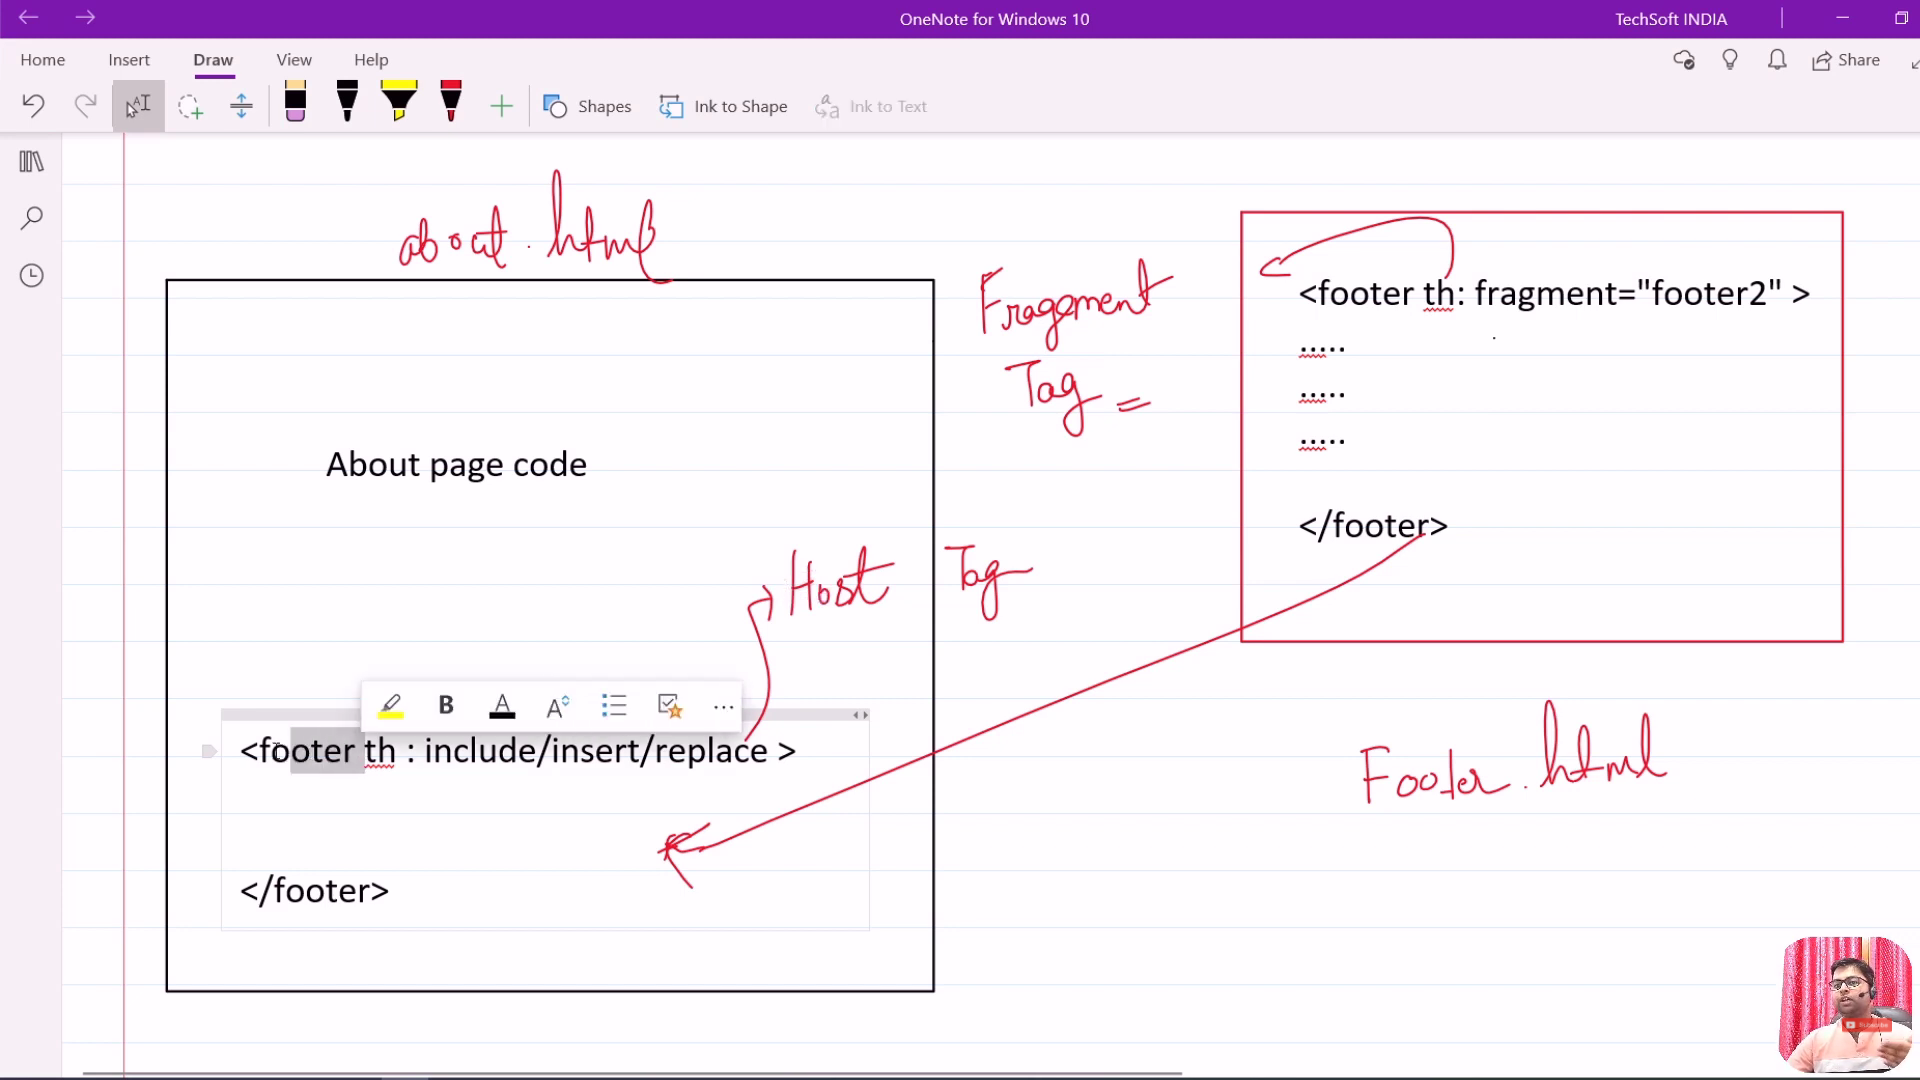 OneNote for Windows 10
TechSoft INDIA
Home Insert Draw View Help
Share
Shapes Ink to Shape Ink to Text
about.html
Fragement
Tag =
<footer th: fragment="footer2" >
.....
.....
.....
</footer>
About page code
Host Tag
<footer th : include/insert/replace >
</footer>
Footer.html
Subscribe